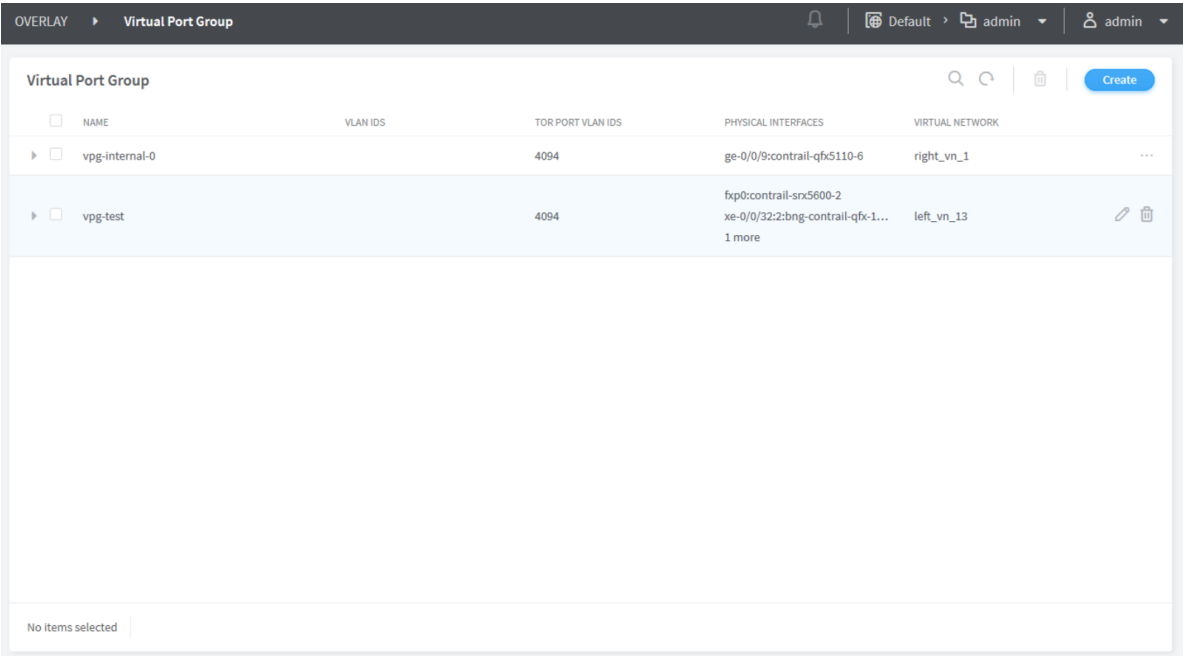 OVERLAY Virtual Port Group Default admin admin
Virtual Port Group Create
NAME VLAN IDS TOR PORT VLAN IDS PHYSICAL INTERFACES VIRTUAL NETWORK
vpg-internal-0 4094 ge-0/0/9:contrail-qfx5110-6 right_vn_1 ...
fxp0:contrail-srx5600-2
vpg-test 4094 xe-0/0/32:2:bng-contrail-qfx-1... left_vn_13
1 more
No items selected